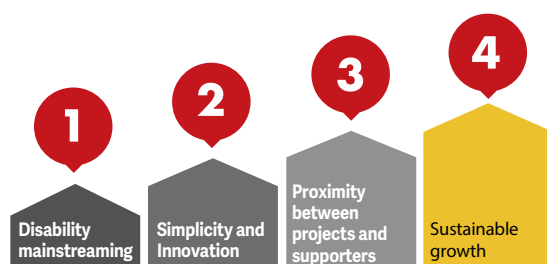 1
Disability
mainstreaming
2
Simplicity and
Innovation
3
Proximity
between
projects and
supporters
4
Sustainable
growth